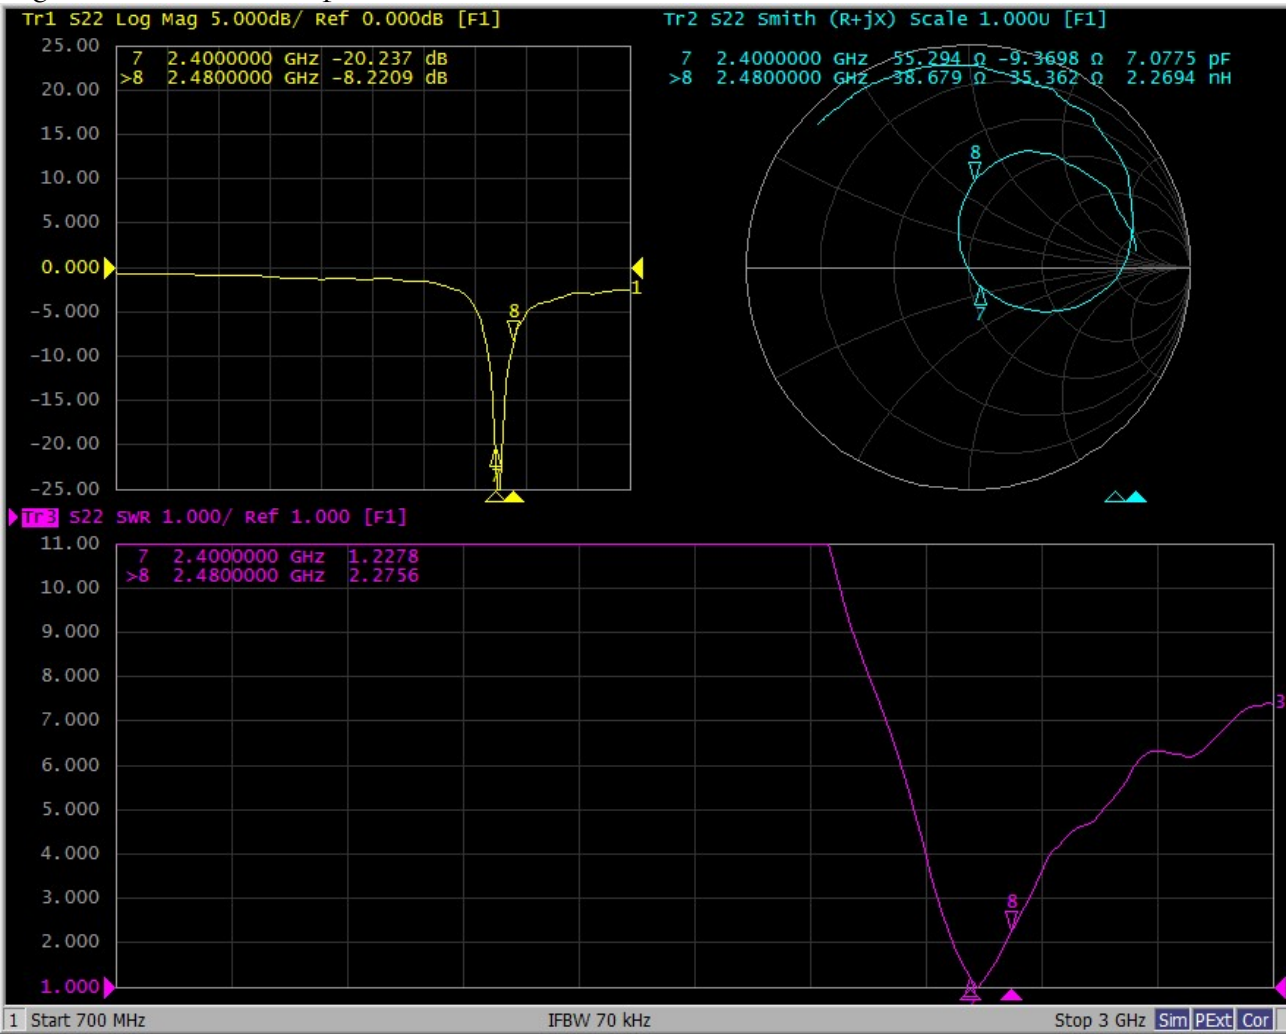 Tr1 S22 Log Mag 5.000dB/ Ref 0.000dB [F1]
25.00
20.00
15.00
10.00
5.000
0.000
-5.000
-10.00
-15.00
-20.00
-25.00
7 2.4000000 GHz -20.237 dB
>8 2.4800000 GHz -8.2209 dB
8
1
Tr2 S22 Smith (R+jX) Scale 1.000U [F1]
7 2.4000000 GHz 55.294 Ω -9.3698 Ω 7.0775 pF
>8 2.4800000 GHz 38.679 Ω 35.362 Ω 2.2694 nH
8
7
Tr3 S22 SWR 1.000/ Ref 1.000 [F1]
11.00
10.00
9.000
8.000
7.000
6.000
5.000
4.000
3.000
2.000
1.000
7 2.4000000 GHz 1.2278
>8 2.4800000 GHz 2.2756
8
3
1 Start 700 MHz IFBW 70 kHz Stop 3 GHz Sim PExt Cor